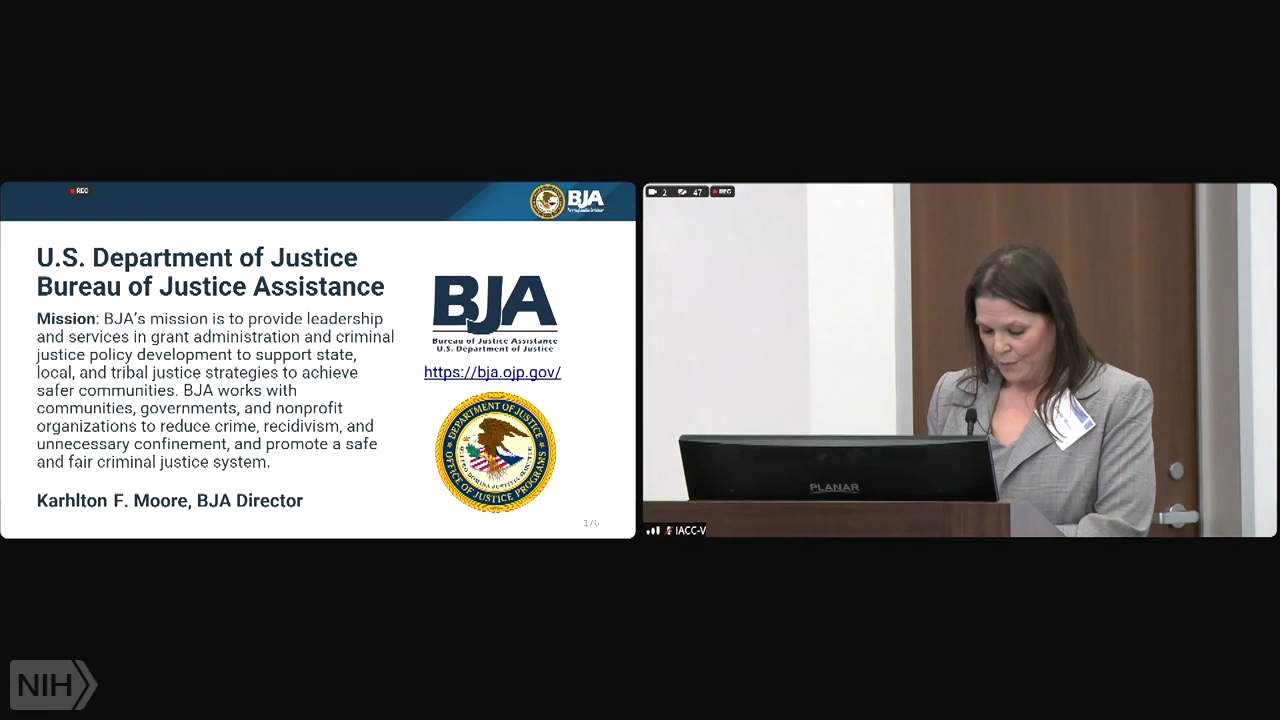 REC
BJA
U.S. Department of Justice
Bureau of Justice Assistance
Mission: BJA's mission is to provide leadership
and services in grant administration and criminal
justice policy development to support state,
local, and tribal justice strategies to achieve
safer communities. BJA works with
communities, governments, and nonprofit
organizations to reduce crime, recidivism, and
unnecessary confinement, and promote a safe
and fair criminal justice system.
Karhlton F. Moore, BJA Director
BJA
Bureau of Justice Assistance
U.S. Department of Justice
https://bja.ojp.gov/
DEPARTMENT OF JUSTICE
OFFICE OF JUSTICE PROGRAMS
2 47 REC
PLANAR
IACC-V
NIH